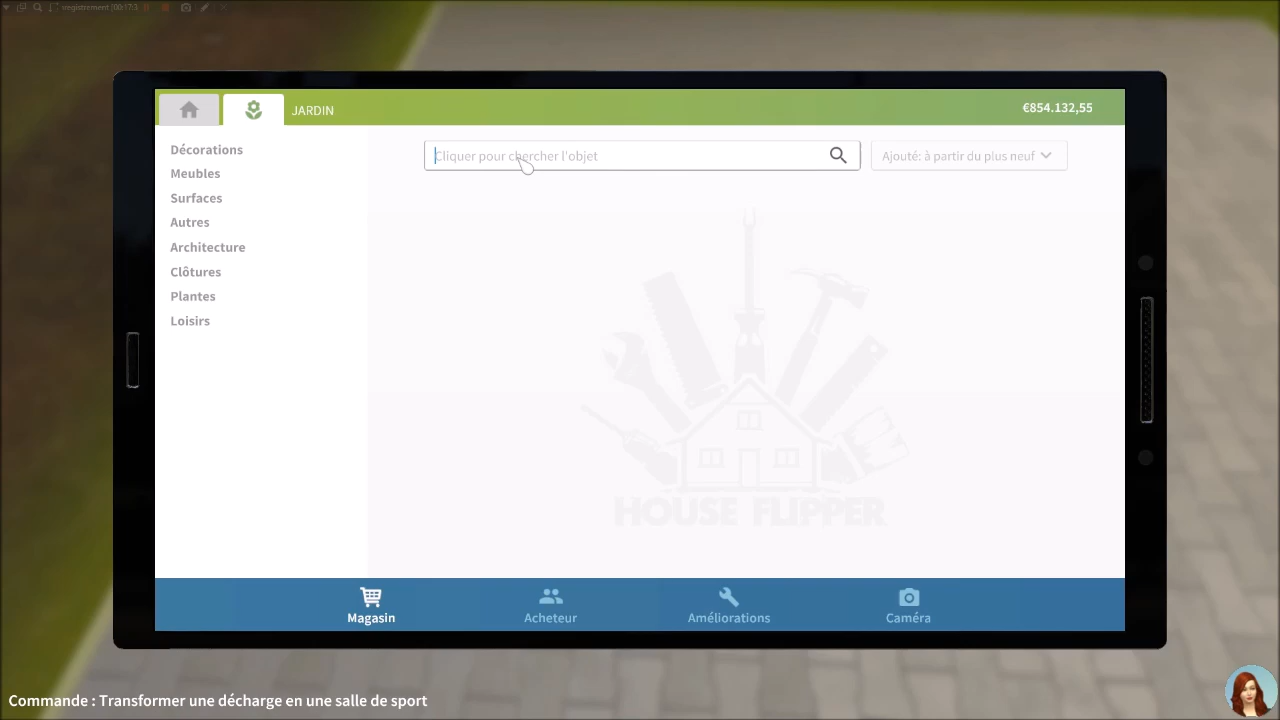 JARDIN
€854.132,55
Décorations
Meubles
Surfaces
Autres
Architecture
Clôtures
Plantes
Loisirs
Cliquer pour chercher l'objet
Ajouté: à partir du plus neuf
HOUSE FLIPPER
Magasin
Acheteur
Améliorations
Caméra
Commande : Transformer une décharge en une salle de sport